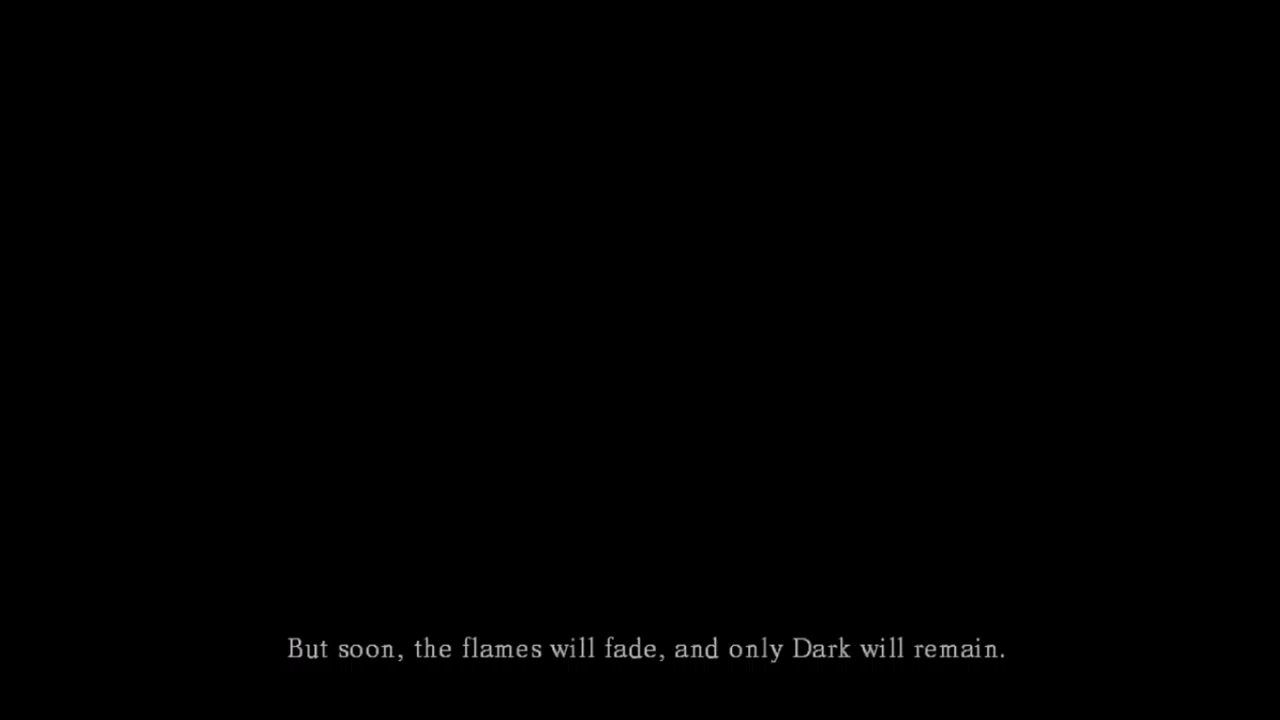 But soon, the flames will fade, and only Dark will remain.